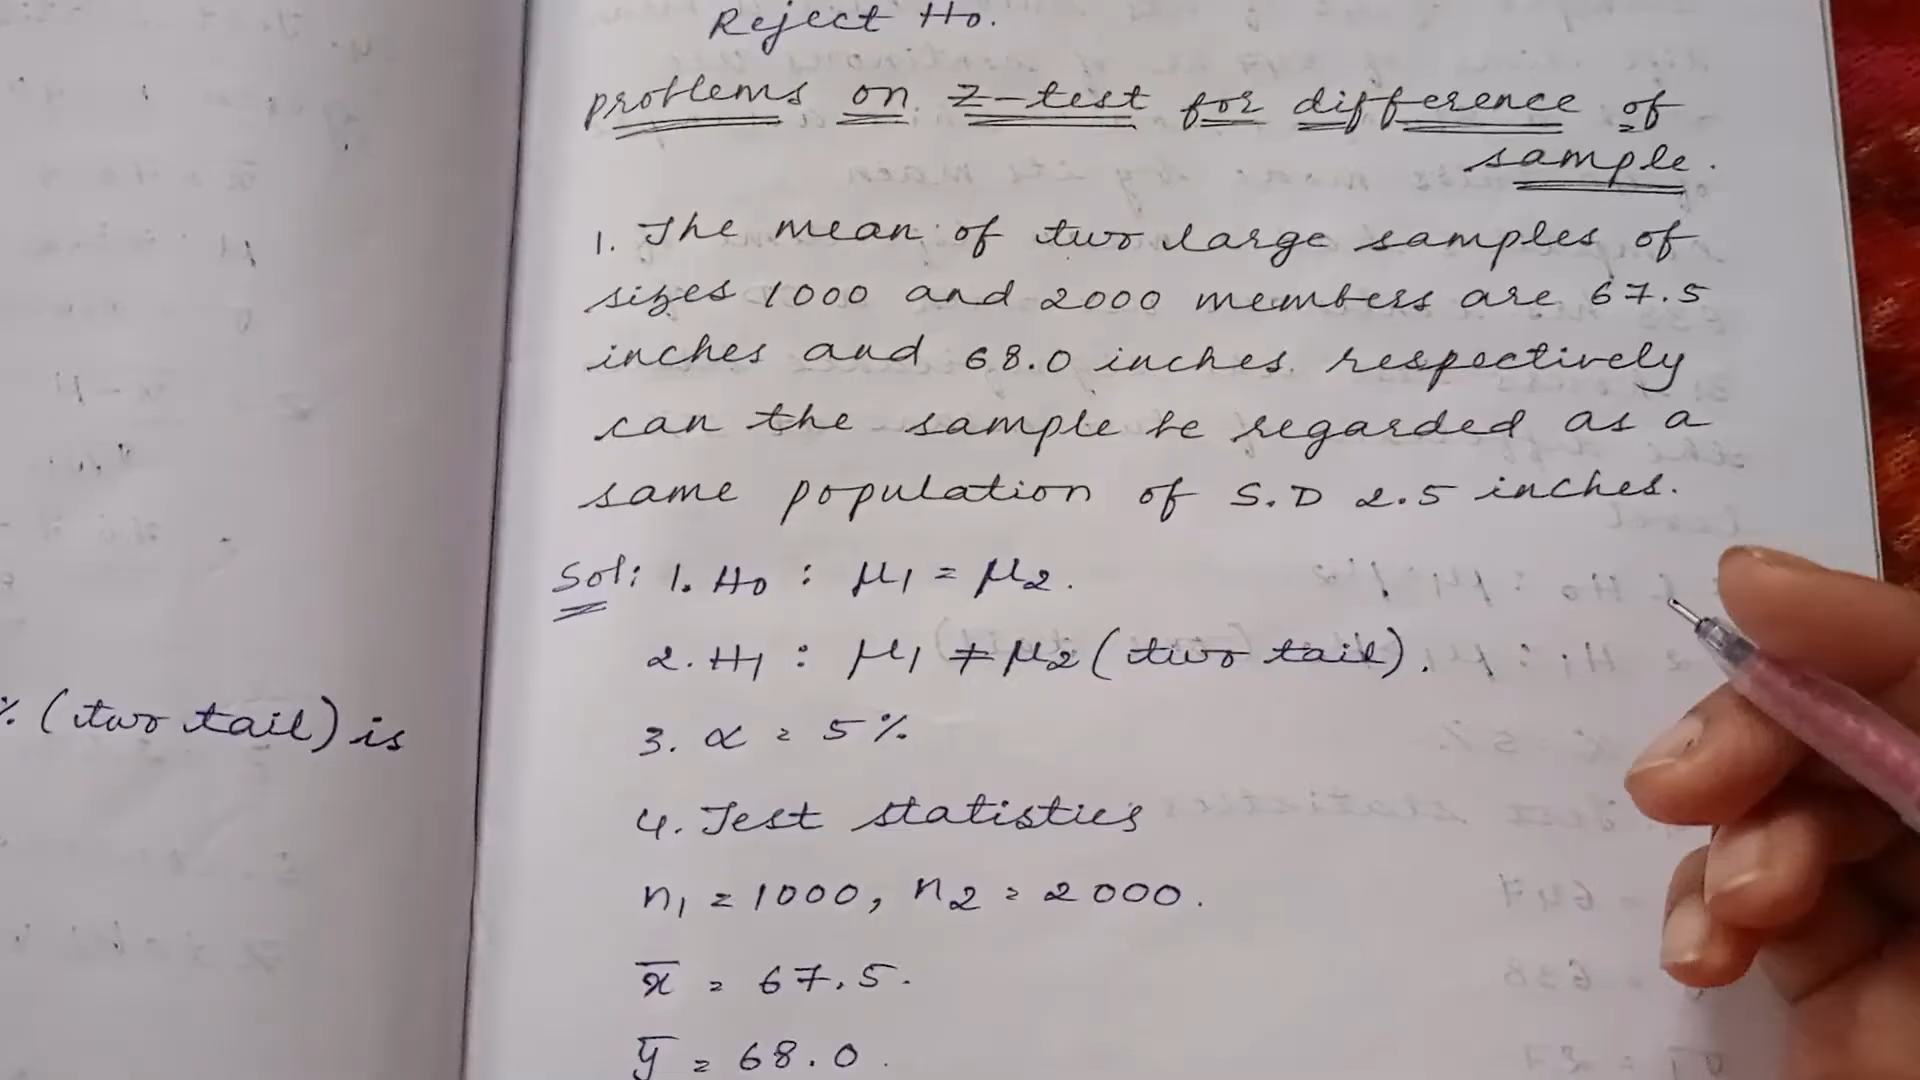 % (two tail) is
Reject H0.
problems on z-test for difference of
sample.
1. The mean of two large samples of
sizes 1000 and 2000 members are 67.5
inches and 68.0 inches. respectively
can the sample be regarded as a
same population of S.D 2.5 inches.
Sol: 1. H0 : μ1 = μ2.
2. H1 : μ1 ≠ μ2 (two tail).
3. α = 5%.
4. Test statistics
n1 = 1000, n2 = 2000.
x̄ = 67.5.
ȳ = 68.0.